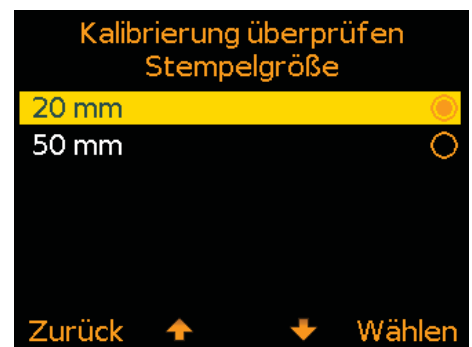 Kalibrierung überprüfen
Stempelgröße
20 mm
50 mm
Zurück Wählen